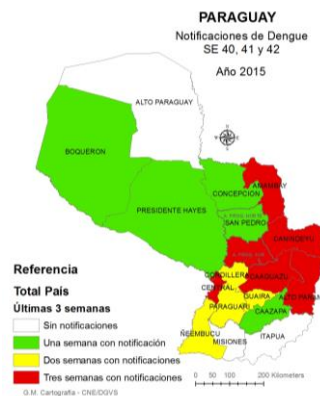 PARAGUAY
Notificaciones de Dengue
SE 40, 41 y 42
Año 2015
ALTO PARAGUAY
BOQUERON
AMAMBAY
CONCEPCION
PRESIDENTE HAYES
SAN PEDRO
CANINDEYU
CORDILLERA
CAAGUAZU
CENTRAL
GUAIRA
ALTO PARANA
PARAGUARI
CAAZAPA
ÑEEMBUCU
MISIONES
ITAPUA
Referencia
Total País
Últimas 3 semanas
Sin notificaciones
Una semana con notificación
Dos semanas con notificaciones
Tres semanas con notificaciones
0 50 100 200 Kilometers
G.M. Cartografía - CNE/DGVS